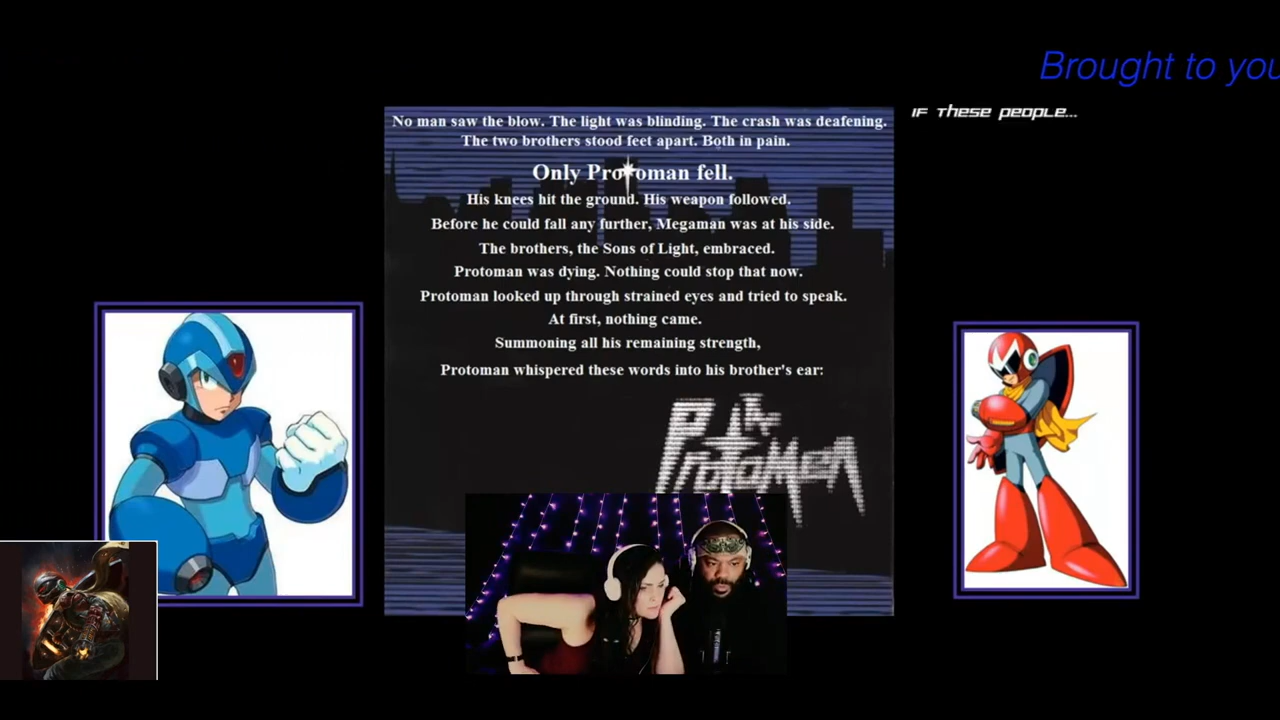 Brought to you
IF THESE PEOPLE...
No man saw the blow. The light was blinding. The crash was deafening.
The two brothers stood feet apart. Both in pain.
Only Protoman fell.
His knees hit the ground. His weapon followed.
Before he could fall any further, Megaman was at his side.
The brothers, the Sons of Light, embraced.
Protoman was dying. Nothing could stop that now.
Protoman looked up through strained eyes and tried to speak.
At first, nothing came.
Summoning all his remaining strength,
Protoman whispered these words into his brother's ear:
The
Protomen